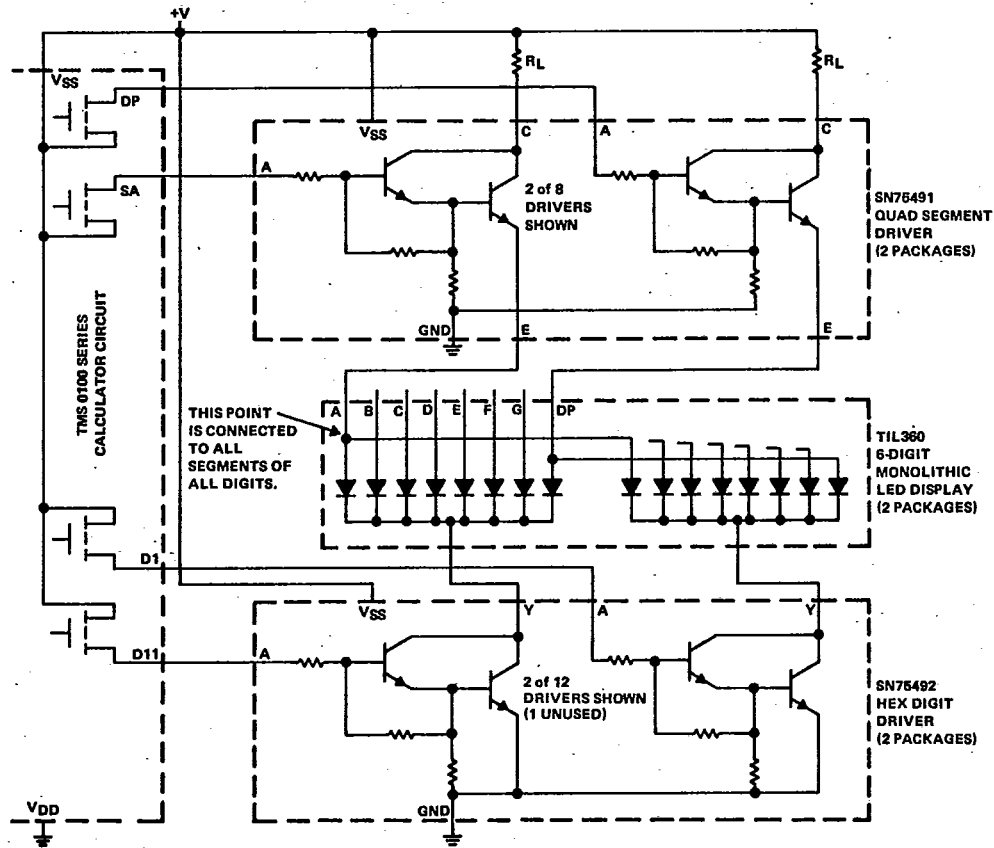 +V
VSS
DP
SA
TMS 0100 SERIES
CALCULATOR CIRCUIT
D1
D11
VDD
RL
RL
VSS
C
A
C
A
2 of 8
DRIVERS
SHOWN
GND
E
E
SN75491
QUAD SEGMENT
DRIVER
(2 PACKAGES)
THIS POINT
IS CONNECTED
TO ALL
SEGMENTS OF
ALL DIGITS.
A
B
C
D
E
F
G
DP
TIL360
6-DIGIT
MONOLITHIC
LED DISPLAY
(2 PACKAGES)
VSS
Y
A
Y
A
2 of 12
DRIVERS SHOWN
(1 UNUSED)
GND
SN75492
HEX DIGIT
DRIVER
(2 PACKAGES)